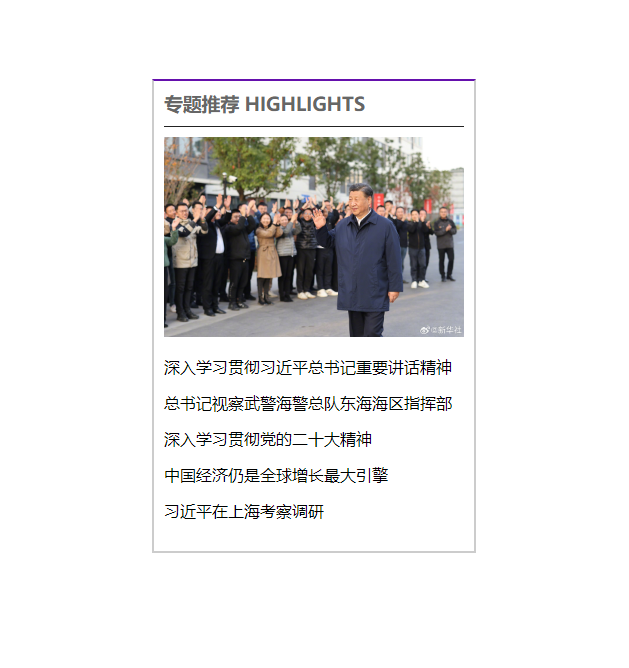 专题推荐 HIGHLIGHTS
@新华社
深入学习贯彻习近平总书记重要讲话精神
总书记视察武警海警总队东海海区指挥部
深入学习贯彻党的二十大精神
中国经济仍是全球增长最大引擎
习近平在上海考察调研